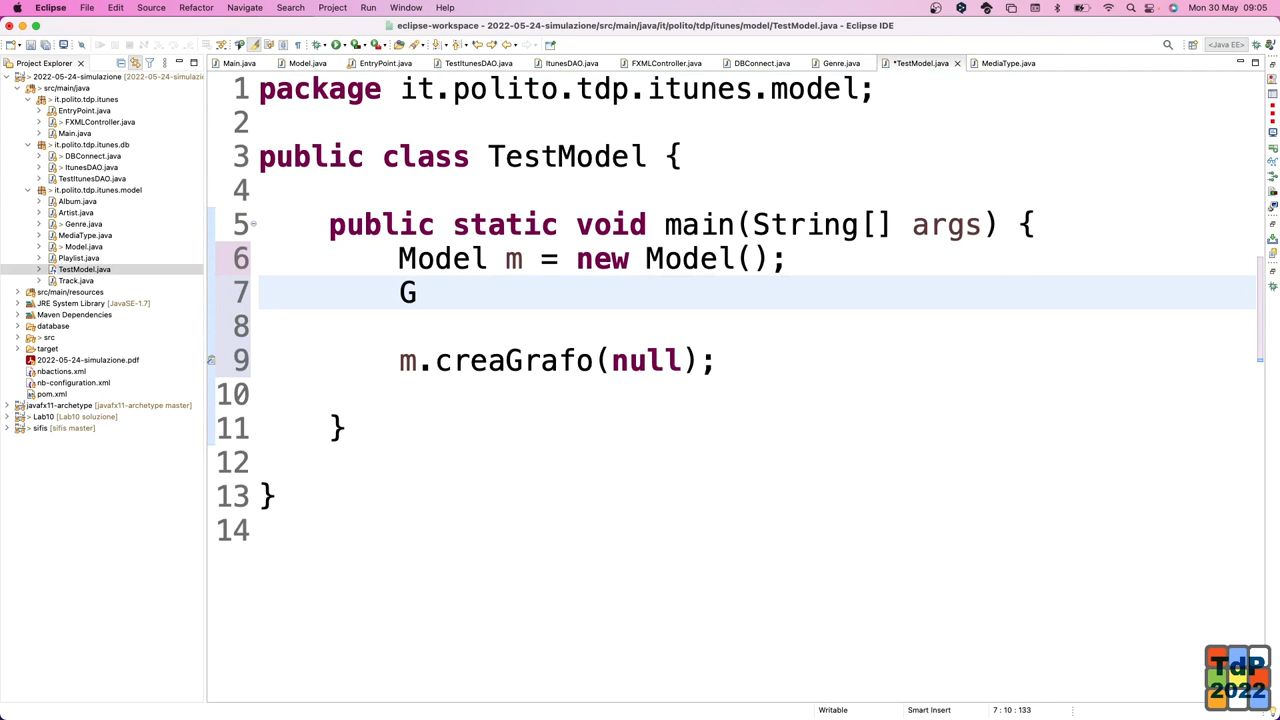 Eclipse File Edit Source Refactor Navigate Search Project Run Window Help Mon 30 May 09:05
eclipse-workspace - 2022-05-24-simulazione/src/main/java/it/polito/tdp/itunes/model/TestModel.java - Eclipse IDE
<Java EE>
Project Explorer
Main.java Model.java EntryPoint.java TestItunesDAO.java ItunesDAO.java FXMLController.java DBConnect.java Genre.java *TestModel.java MediaType.java
2022-05-24-simulazione [2022-05-24-simulazi
src/main/java
it.polito.tdp.itunes
EntryPoint.java
> FXMLController.java
Main.java
it.polito.tdp.itunes.db
DBConnect.java
> ItunesDAO.java
TestItunesDAO.java
it.polito.tdp.itunes.model
Album.java
Artist.java
> Genre.java
MediaType.java
> Model.java
Playlist.java
TestModel.java
Track.java
src/main/resources
JRE System Library [JavaSE-1.7]
Maven Dependencies
database
> src
target
2022-05-24-simulazione.pdf
nbactions.xml
nb-configuration.xml
pom.xml
javafx11-archetype [javafx11-archetype master]
> Lab10 [Lab10 soluzione]
> sifis [sifis master]
1 package it.polito.tdp.itunes.model;
2
3 public class TestModel {
4
5 public static void main(String[] args) {
6 Model m = new Model();
7 G
8
9 m.creaGrafo(null);
10
11 }
12
13 }
14
Writable Smart Insert 7 : 10 : 133
TdP
2022